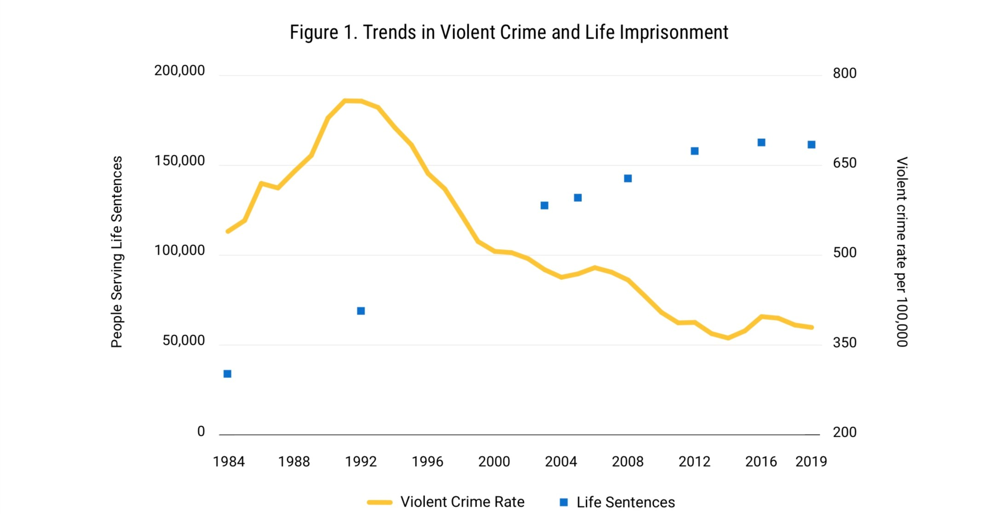 Figure 1. Trends in Violent Crime and Life Imprisonment
200,000
150,000
100,000
50,000
0
People Serving Life Sentences
800
650
500
350
200
Violent crime rate per 100,000
1984 1988 1992 1996 2000 2004 2008 2012 2016 2019
Violent Crime Rate Life Sentences